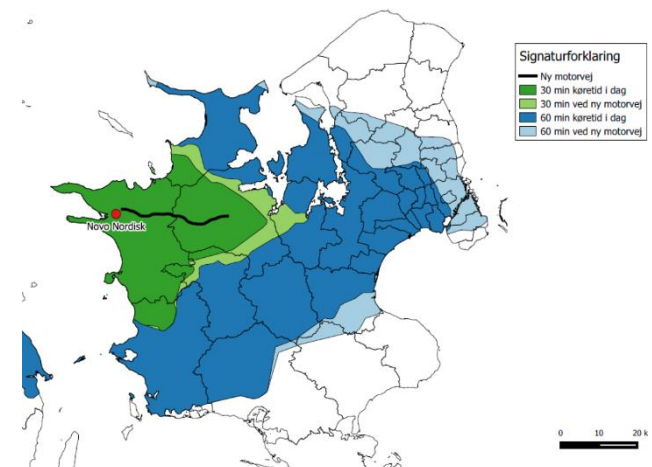 Signaturforklaring
Ny motorvej
30 min køretid i dag
30 min ved ny motorvej
60 min køretid i dag
60 min ved ny motorvej
Novo Nordisk
0 10 20 k